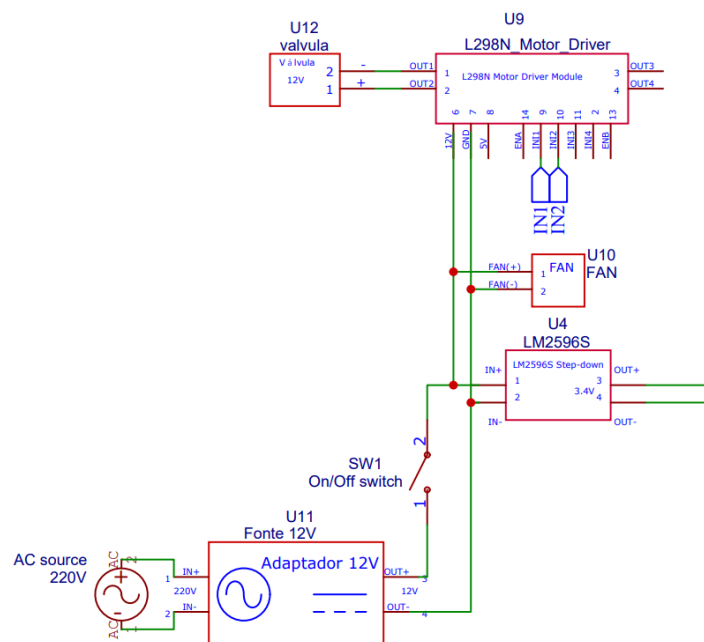 U12
valvula
Válvula
12V
2
1
-
+
OUT1
OUT2
U9
L298N_Motor_Driver
L298N Motor Driver Module
1
2
3
4
OUT3
OUT4
6
7
8
14
9
10
11
2
13
12V
GND
5V
ENA
INI1
INI2
INI3
INI4
ENB
IN1
IN2
FAN(+)
FAN(-)
1
2
FAN
U10
FAN
U4
LM2596S
LM2596S Step-down
IN+
IN-
1
2
3
4
3.4V
OUT+
OUT-
2
SW1
On/Off switch
1
U11
Fonte 12V
Adaptador 12V
AC source
220V
AC
2
+
-
AC
1
1
2
IN+
IN-
220V
OUT+
OUT-
12V
3
4